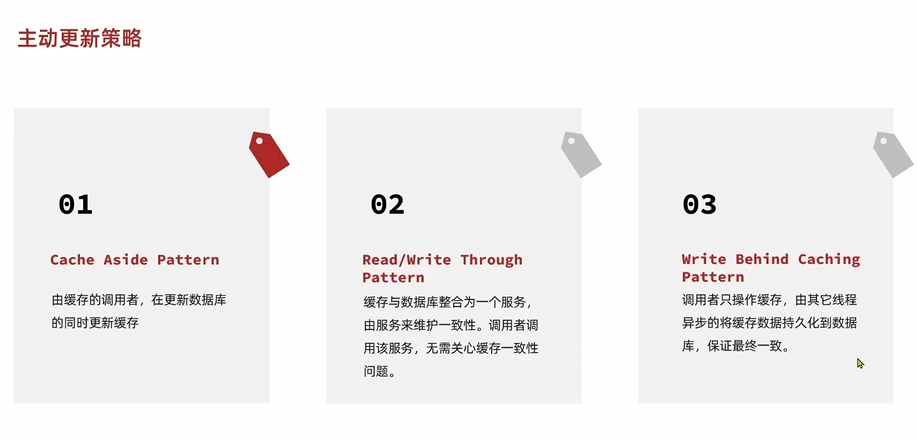 主动更新策略
01
Cache Aside Pattern
由缓存的调用者，在更新数据库
的同时更新缓存
02
Read/Write Through
Pattern
缓存与数据库整合为一个服务，
由服务来维护一致性。调用者调
用该服务，无需关心缓存一致性
问题。
03
Write Behind Caching
Pattern
调用者只操作缓存，由其它线程
异步的将缓存数据持久化到数据
库，保证最终一致。